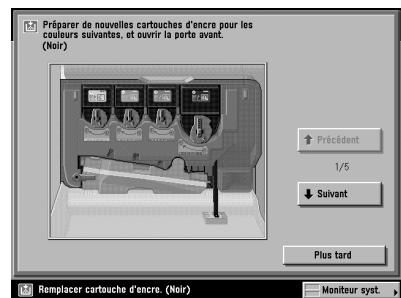 Préparer de nouvelles cartouches d'encre pour les
couleurs suivantes, et ouvrir la porte avant.
(Noir)
Précédent
1/5
Suivant
Plus tard
Remplacer cartouche d'encre. (Noir)
Moniteur syst.